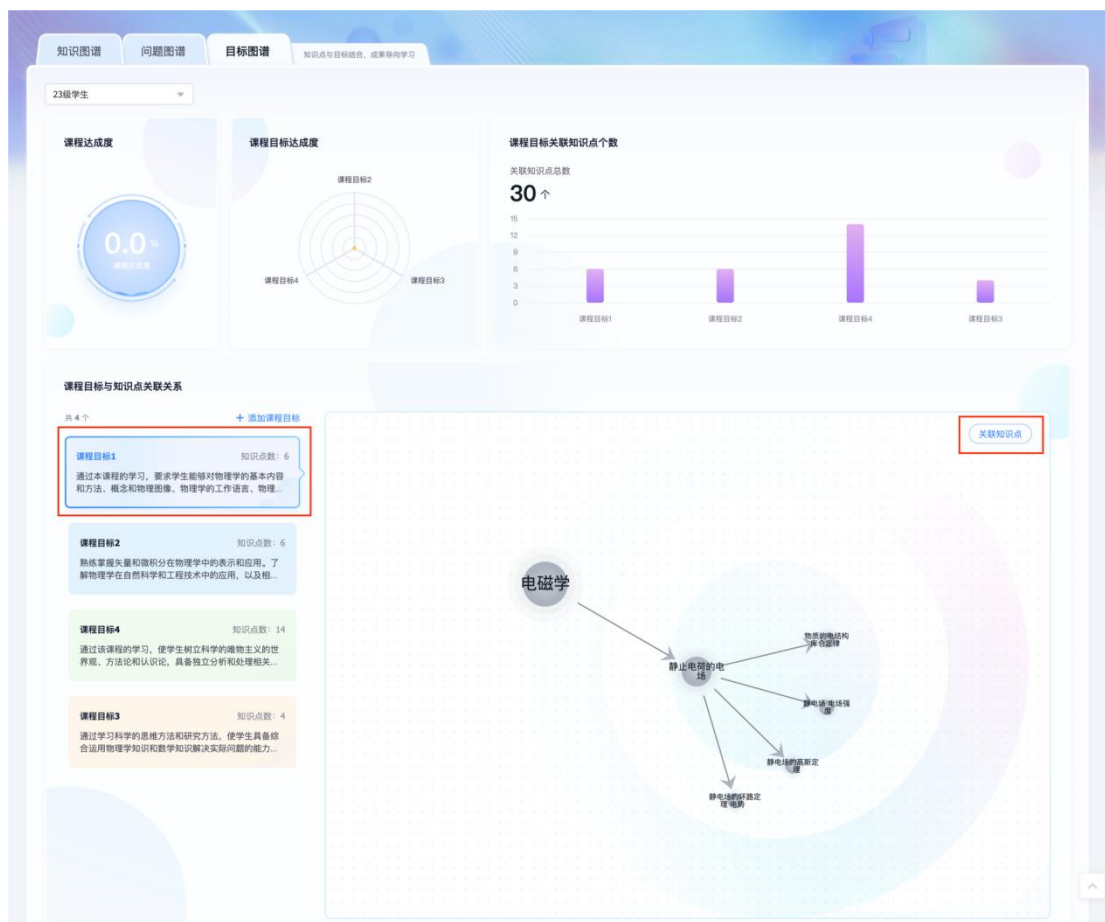 知识图谱
问题图谱
目标图谱
知识点与目标结合，成果导向学习
23级学生
课程达成度
0.0 %
课程达成度
课程目标达成度
课程目标2
课程目标4
课程目标3
课程目标关联知识点个数
关联知识点总数
30 个
15
12
9
6
3
0
课程目标1
课程目标2
课程目标4
课程目标3
课程目标与知识点关联关系
共 4 个
+ 添加课程目标
课程目标1
知识点数：6
通过本课程的学习，要求学生能够对物理学的基本内容
和方法、概念和物理图像、物理学的工作语言、物理...
课程目标2
知识点数：6
熟练掌握矢量和微积分在物理学中的表示和应用。了
解物理学在自然科学和工程技术中的应用，以及相...
课程目标4
知识点数：14
通过该课程的学习，使学生树立科学的唯物主义的世
界观、方法论和认识论，具备独立分析和处理相关...
课程目标3
知识点数：4
通过学习科学的思维方法和研究方法，使学生具备综
合运用物理学知识和数学知识解决实际问题的能力...
关联知识点
电磁学
静止电荷的电
场
物质的电结构
库仑定律
静电场 电场强
度
静电场的高斯定
理
静电场的环路定
理 电势